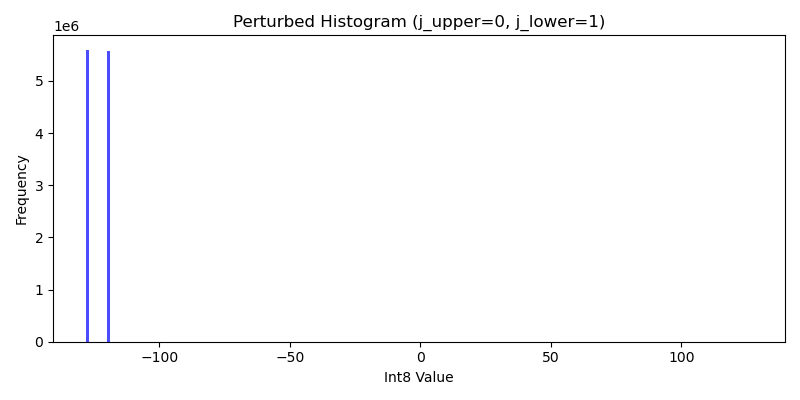 Perturbed Histogram (j_upper=0, j_lower=1)
1e6
5
4
3
2
1
0
Frequency
−100
−50
0
50
100
Int8 Value